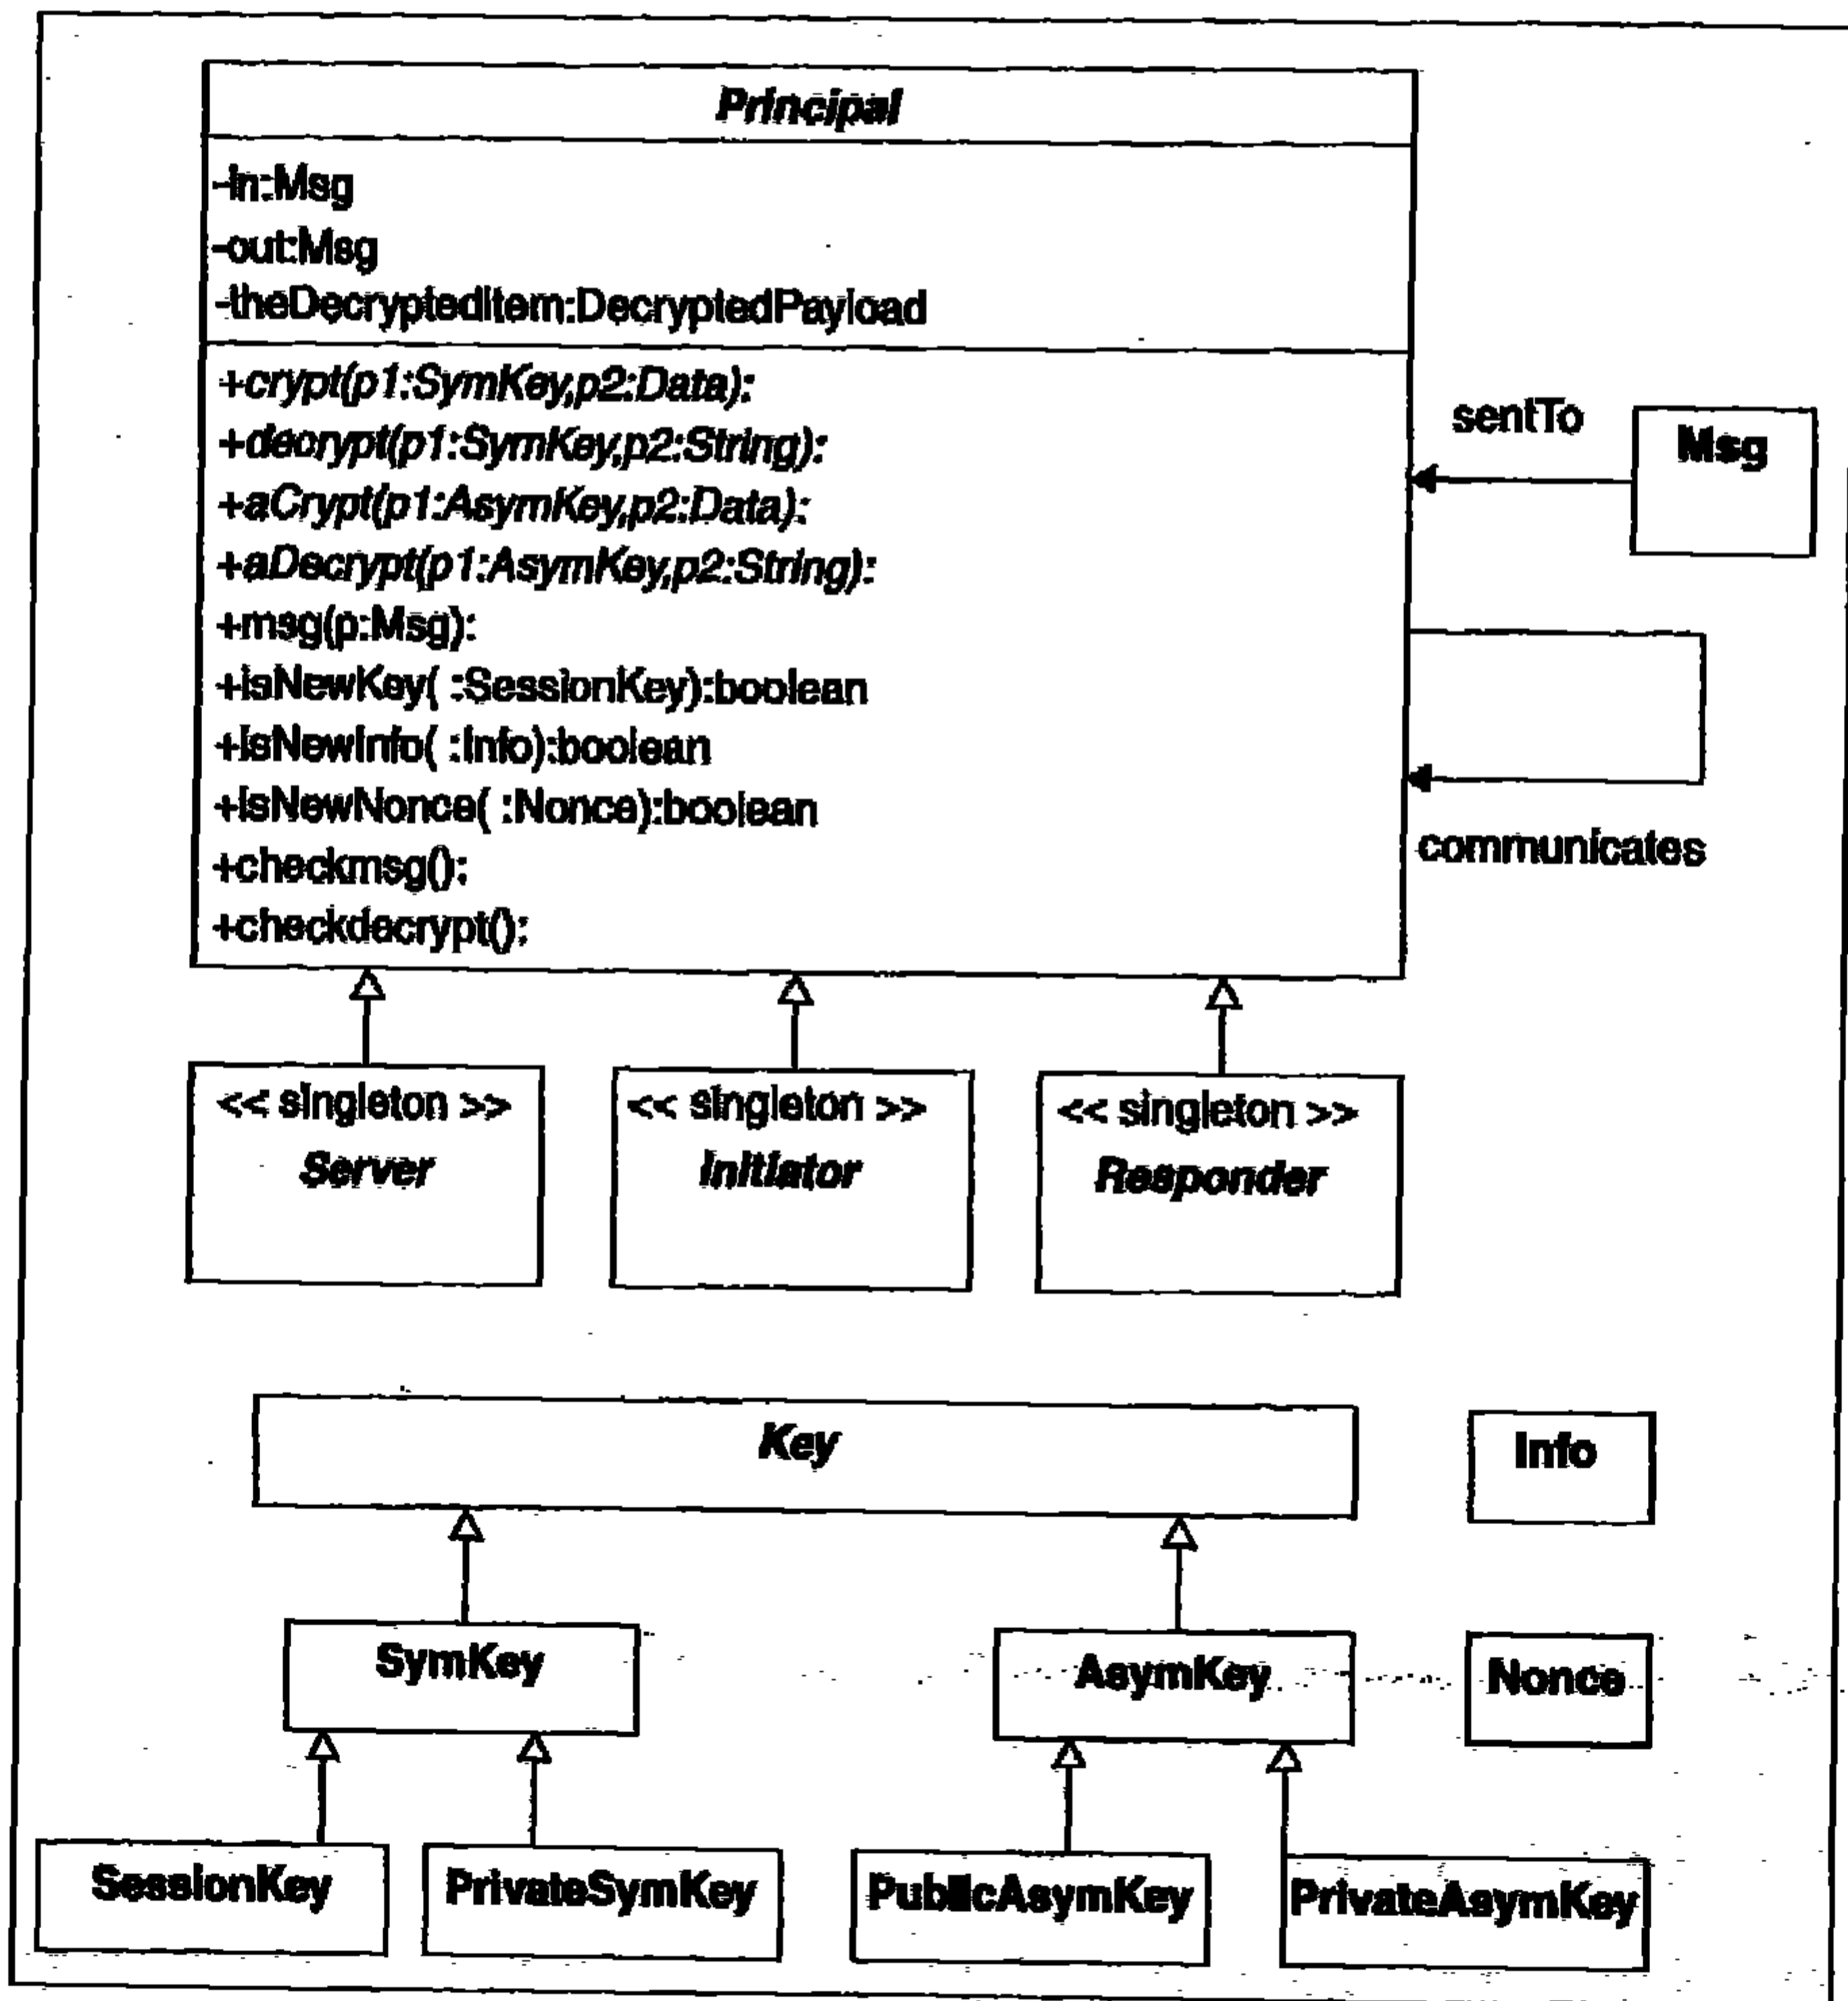 Principal
-in:Msg
-out:Msg
-theDecryptedItem:DecryptedPayload
+crypt(p1:SymKey,p2:Data):
+decrypt(p1:SymKey,p2:String):
+aCrypt(p1:AsymKey,p2:Data):
+aDecrypt(p1:AsymKey,p2:String):
+msg(p:Msg):
+isNewKey( :SessionKey):boolean
+isNewInfo( :Info):boolean
+isNewNonce( :Nonce):boolean
+checkmsg():
+checkdecrypt():
sentTo
Msg
communicates
<< singleton >>
Server
<< singleton >>
Initiator
<< singleton >>
Responder
Key
Info
SymKey
AsymKey
Nonce
SessionKey
PrivateSymKey
PublicAsymKey
PrivateAsymKey